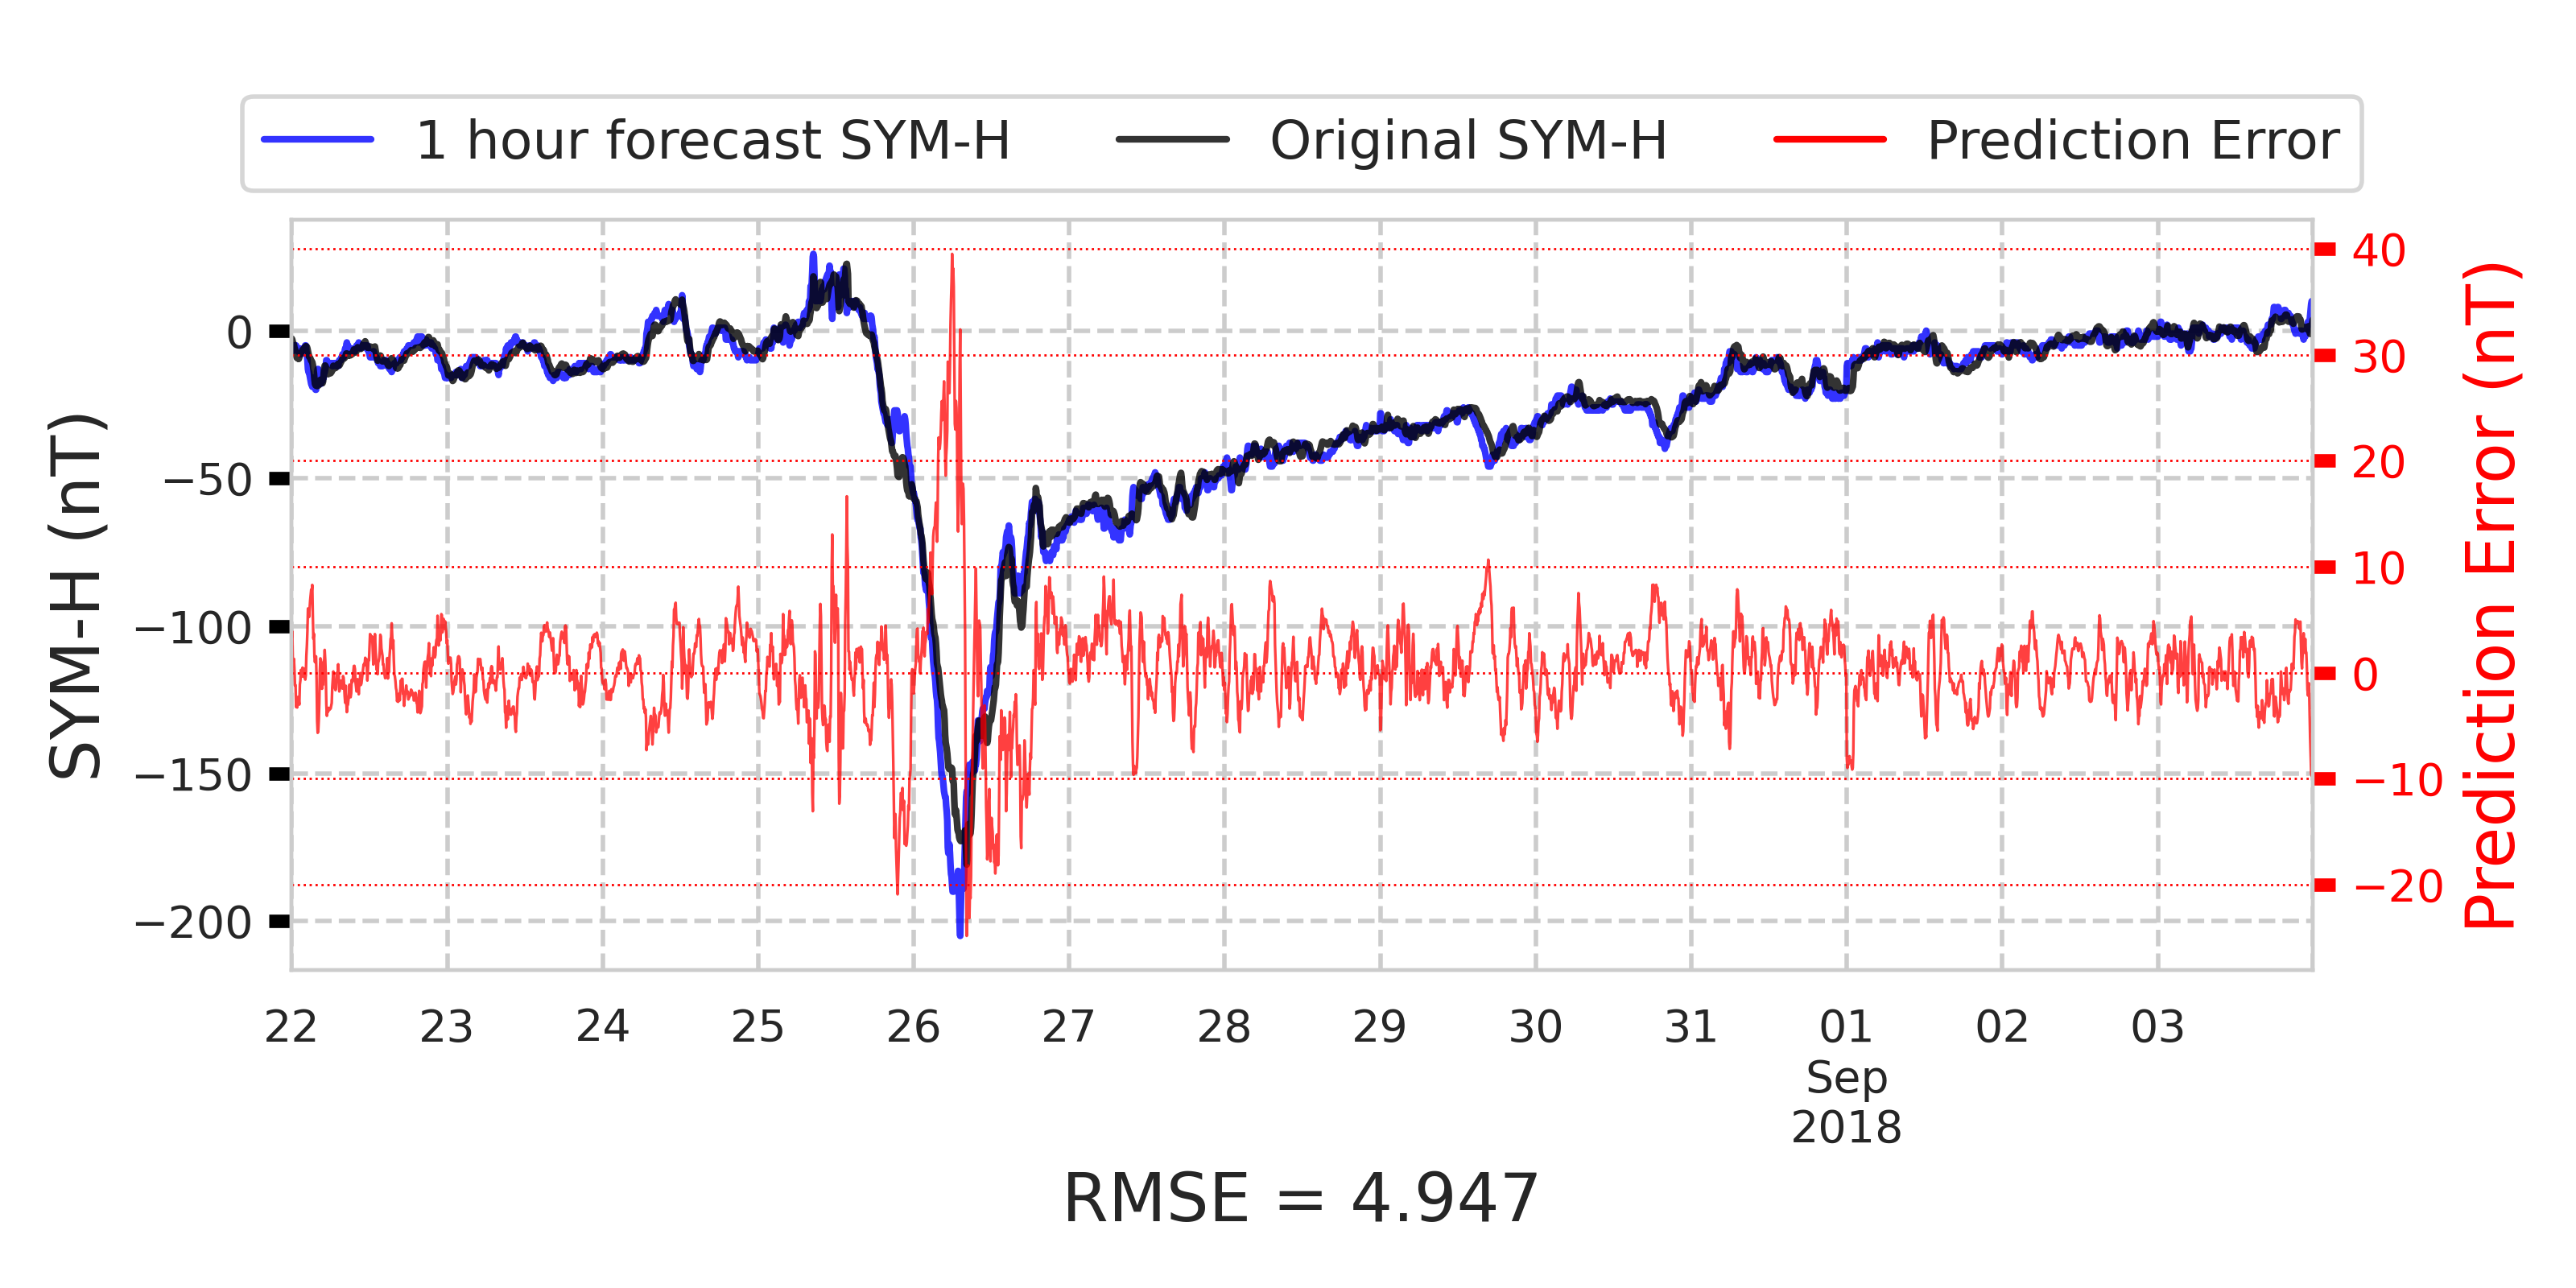 1 hour forecast SYM-H
Original SYM-H
Prediction Error
SYM-H (nT)
0
−50
−100
−150
−200
40
30
20
10
0
−10
−20
Prediction Error (nT)
22 23 24 25 26 27 28 29 30 31 01 02 03
Sep
2018
RMSE = 4.947